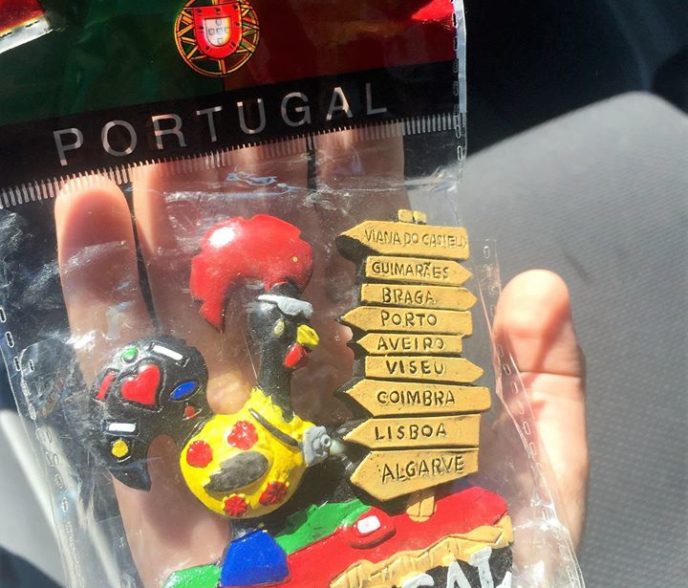 PORTUGAL
VIANA DO CASTELO
GUIMARÃES
BRAGA
PORTO
AVEIRO
VISEU
COIMBRA
LISBOA
ALGARVE